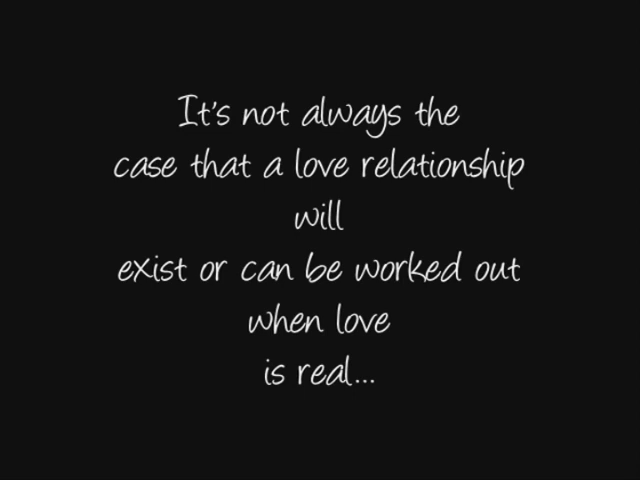 It's not always the
case that a love relationship
will
exist or can be worked out
when love
is real...